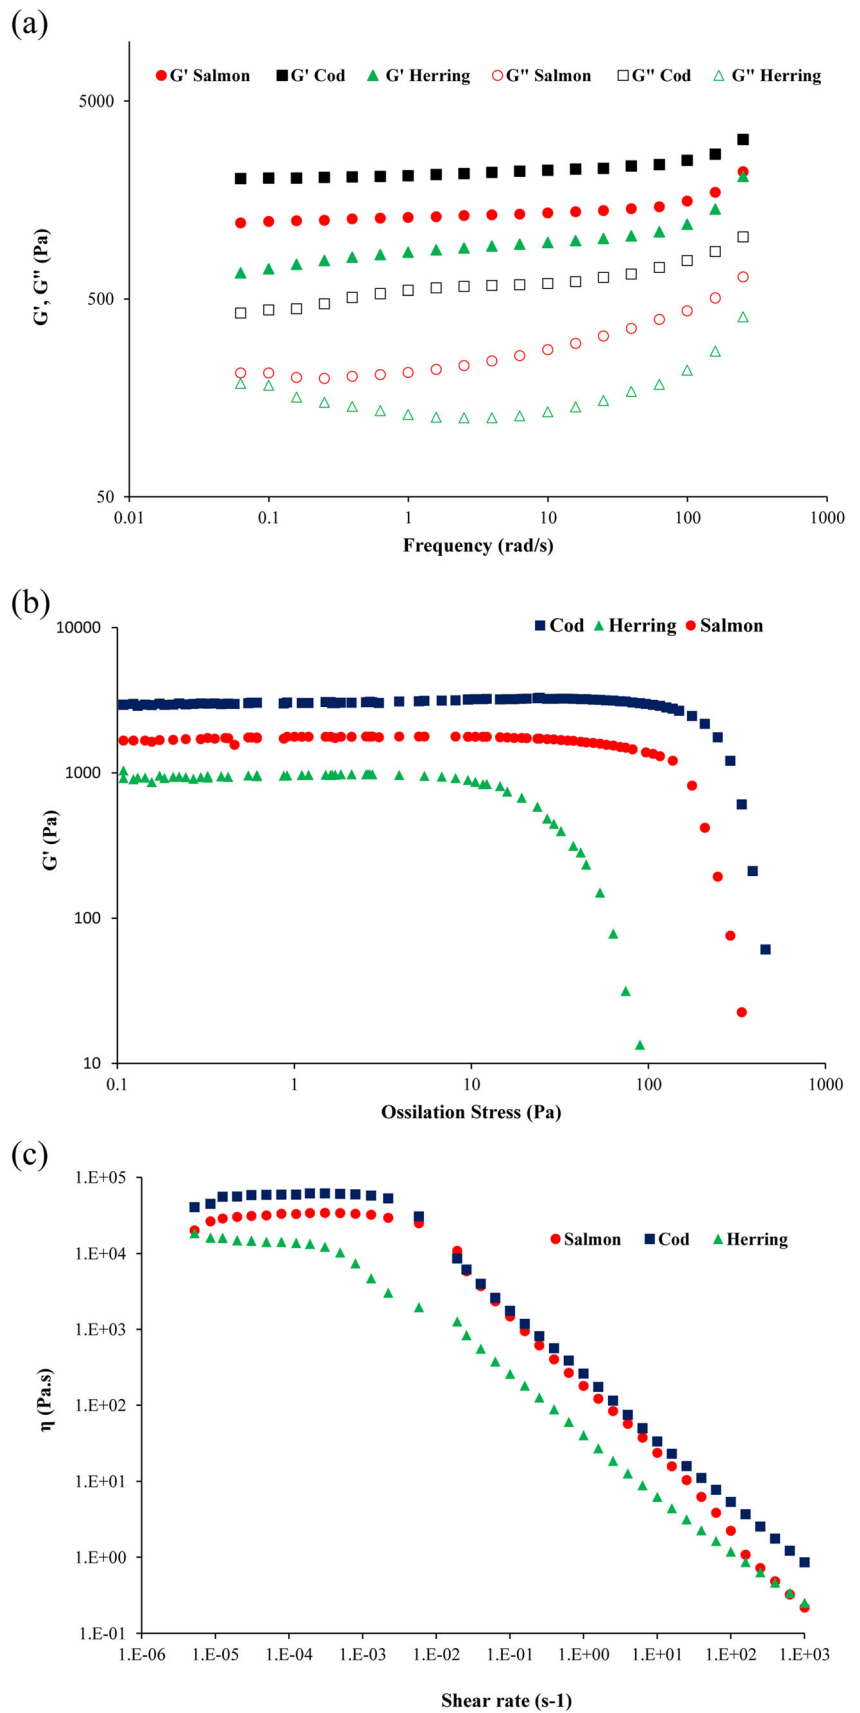 (a)
G' Salmon G' Cod G' Herring G" Salmon G" Cod G" Herring
5000
500
50
G', G" (Pa)
0.01 0.1 1 10 100 1000
Frequency (rad/s)
(b)
Cod Herring Salmon
10000
1000
100
10
G' (Pa)
0.1 1 10 100 1000
Ossilation Stress (Pa)
(c)
1.E+05
1.E+04
1.E+03
1.E+02
1.E+01
1.E+00
1.E-01
Salmon Cod Herring
η (Pa.s)
1.E-06 1.E-05 1.E-04 1.E-03 1.E-02 1.E-01 1.E+00 1.E+01 1.E+02 1.E+03
Shear rate (s-1)